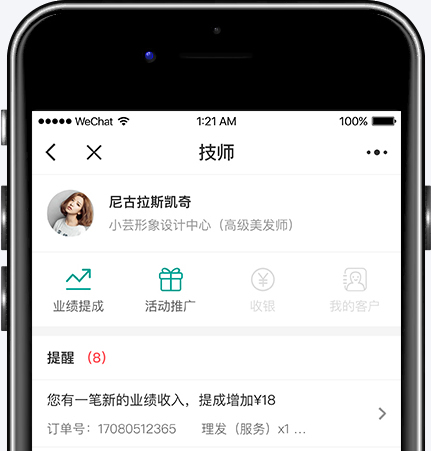 WeChat 1:21 AM 100%
技师
尼古拉斯凯奇
小芸形象设计中心（高级美发师）
业绩提成 活动推广 收银 我的客户
提醒（8）
您有一笔新的业绩收入，提成增加¥18
订单号：17080512365 理发（服务）x1 ...